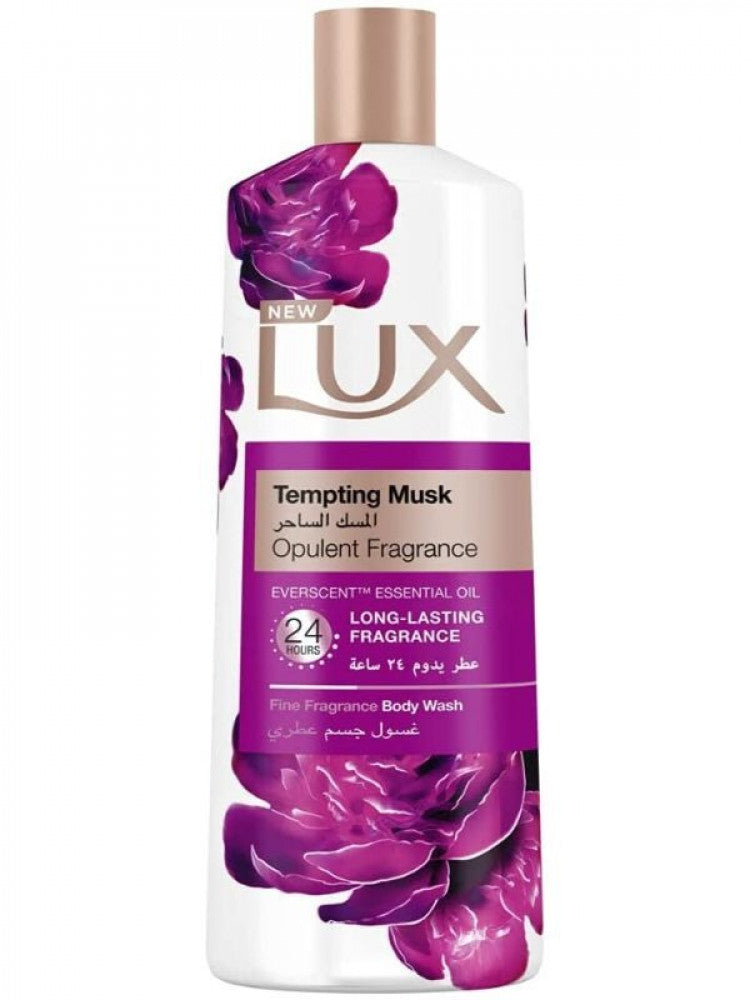 NEW
LUX
Tempting Musk
المسك الساحر
Opulent Fragrance
EVERSCENT™ ESSENTIAL OIL
24
HOURS
LONG-LASTING
FRAGRANCE
عطر يدوم ٢٤ ساعة
Fine Fragrance Body Wash
غسول جسم عطري